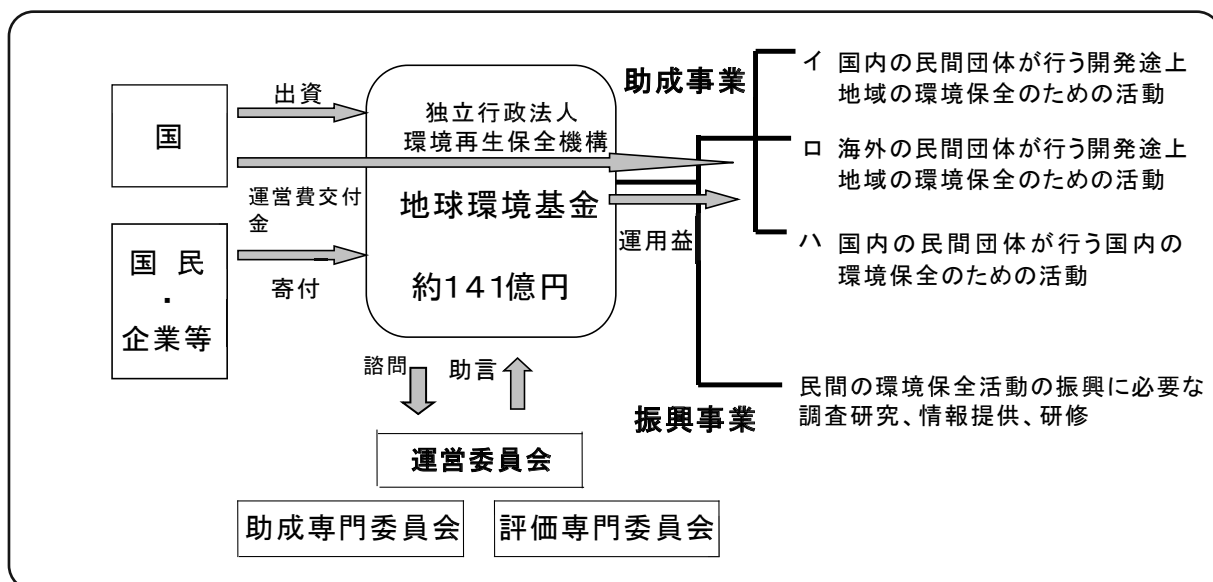 国
国民
・
企業等
出資
運営費交付
金
寄付
独立行政法人
環境再生保全機構
地球環境基金
約141億円
運用益
諮問
助言
運営委員会
助成専門委員会
評価専門委員会
助成事業
イ 国内の民間団体が行う開発途上
地域の環境保全のための活動
ロ 海外の民間団体が行う開発途上
地域の環境保全のための活動
ハ 国内の民間団体が行う国内の
環境保全のための活動
振興事業
民間の環境保全活動の振興に必要な
調査研究、情報提供、研修